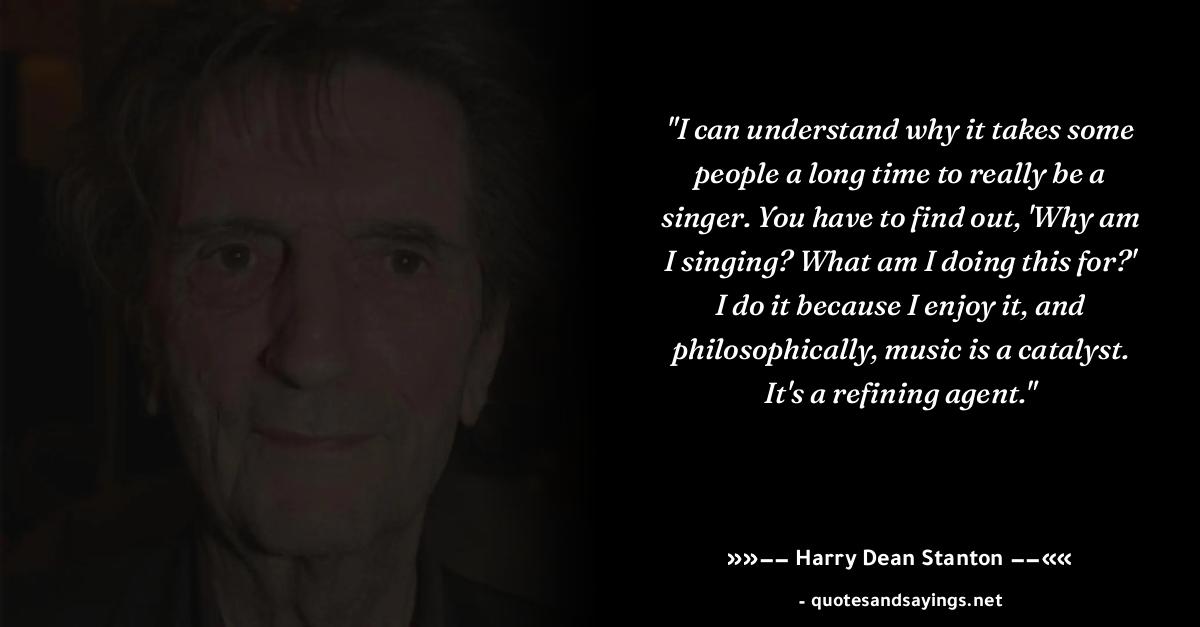 "I can understand why it takes some
people a long time to really be a
singer. You have to find out, 'Why am
I singing? What am I doing this for?'
I do it because I enjoy it, and
philosophically, music is a catalyst.
It's a refining agent."
»»–– Harry Dean Stanton ––««
- quotesandsayings.net